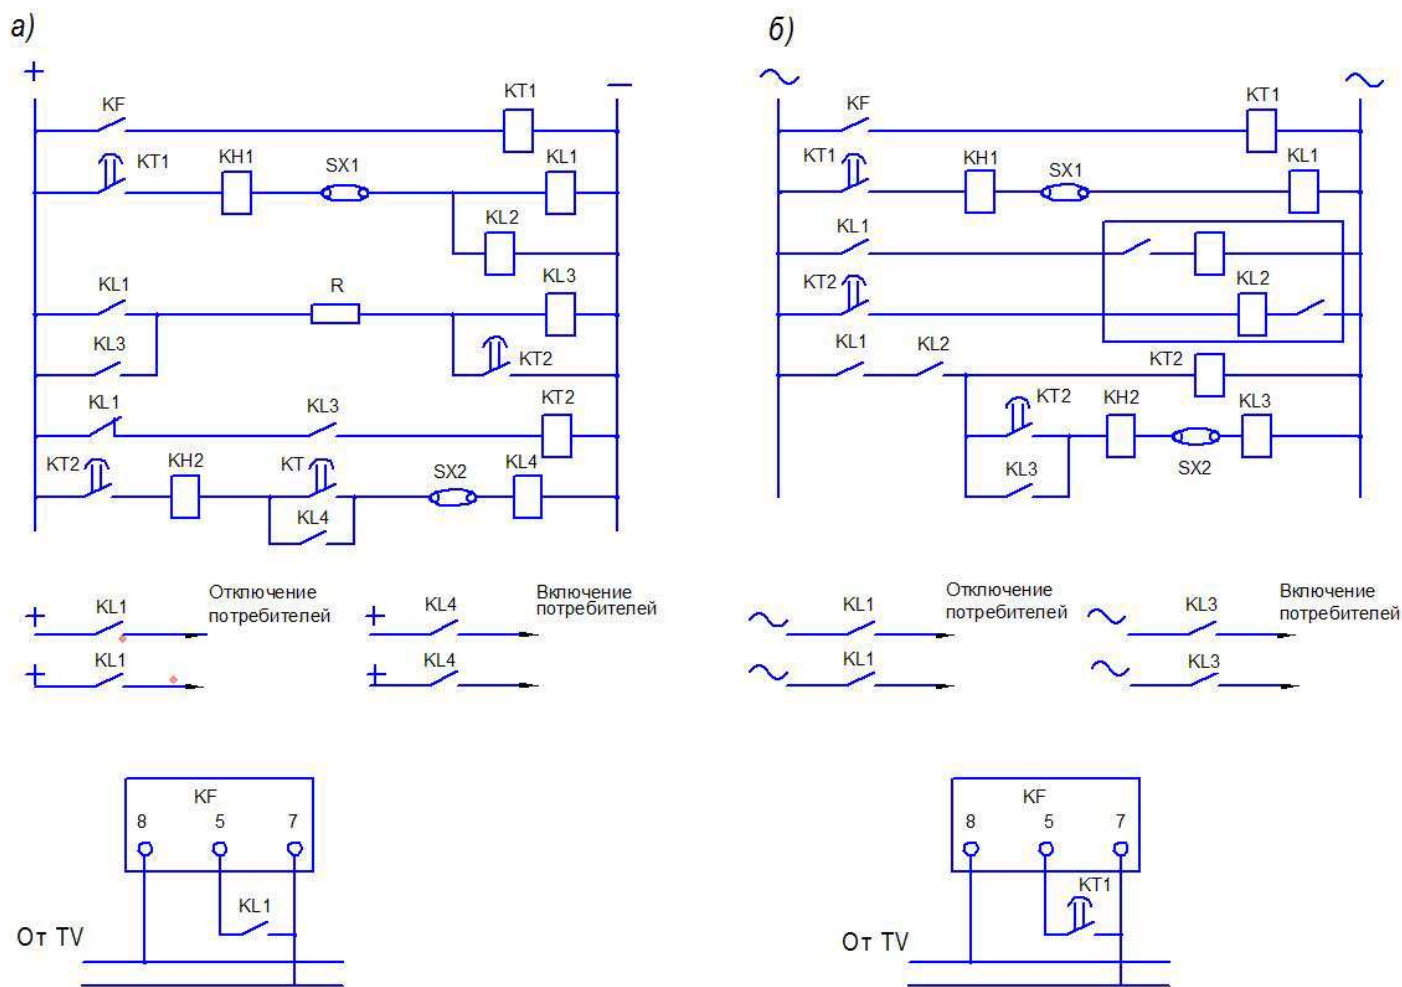 а)
+
−
KF
KT1
KT1
KH1
SX1
KL1
KL2
KL1
R
KL3
KL3
KT2
KL1
KL3
KT2
KT2
KH2
KT
SX2
KL4
KL4
+
KL1
Отключение
потребителей
+
KL4
Включение
потребителей
+
KL1
+
KL4
KF
8 5 7
KL1
От TV
б)
~
~
KF
KT1
KT1
KH1
SX1
KL1
KL1
KT2
KL2
KL1
KL2
KT2
KT2
KH2
KL3
SX2
KL3
~
KL1
Отключение
потребителей
~
KL3
Включение
потребителей
~
KL1
~
KL3
KF
8 5 7
KT1
От TV